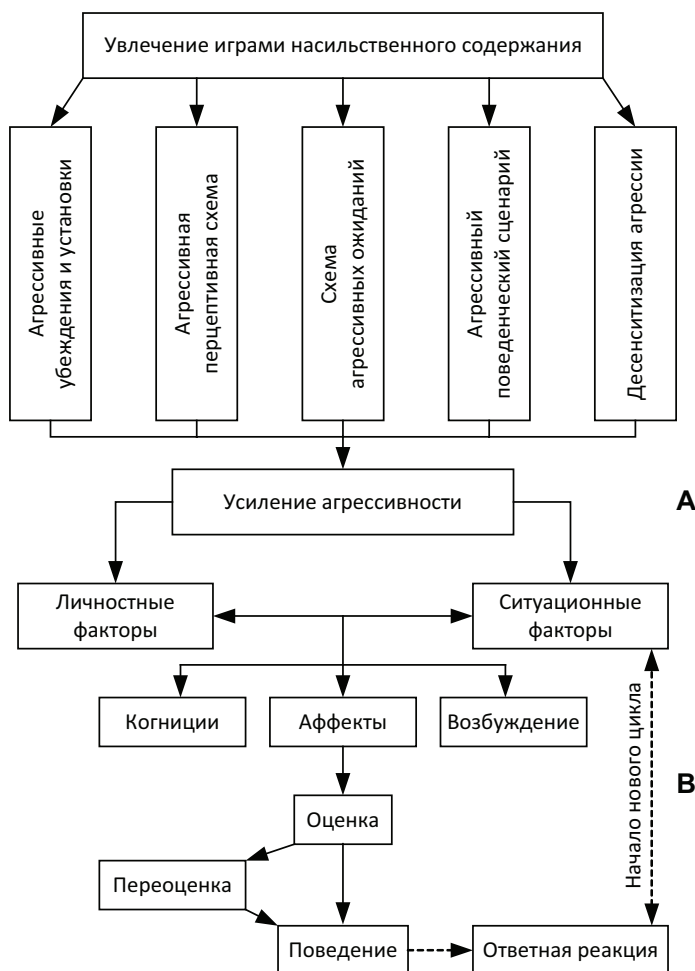 Увлечение играми насильственного содержания
Агрессивные
убеждения и установки
Агрессивная
перцептивная схема
Схема
агрессивных ожиданий
Агрессивный
поведенческий сценарий
Десенситизация агрессии
Усиление агрессивности
A
Личностные
факторы
Ситуационные
факторы
Когниции
Аффекты
Возбуждение
Начало нового цикла
B
Оценка
Переоценка
Поведение
Ответная реакция